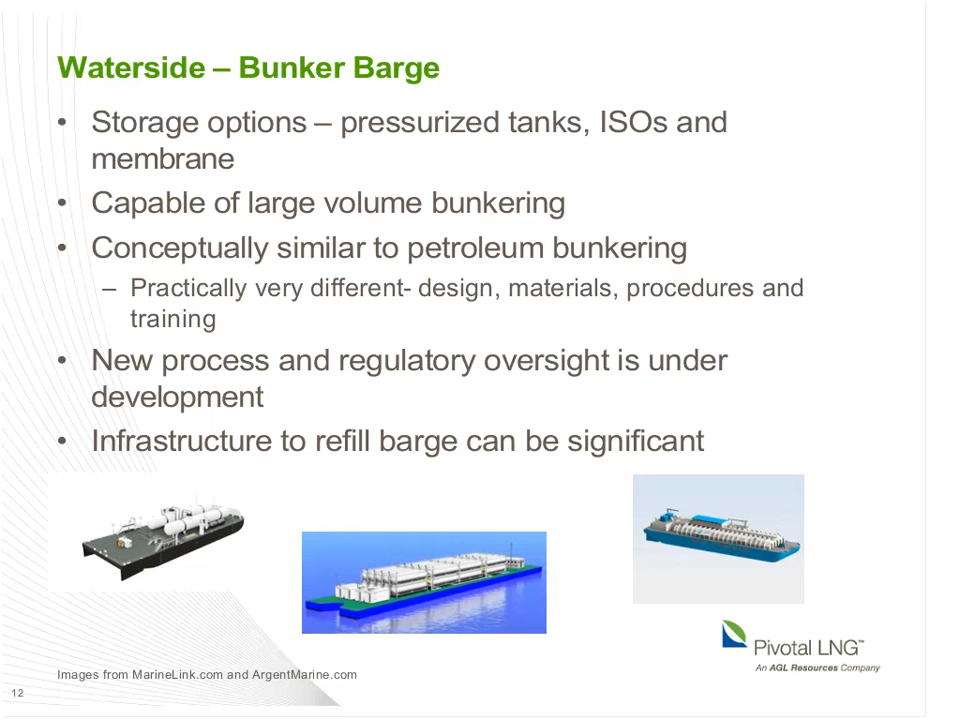 Waterside – Bunker Barge
• Storage options – pressurized tanks, ISOs and
membrane
• Capable of large volume bunkering
• Conceptually similar to petroleum bunkering
– Practically very different- design, materials, procedures and
training
• New process and regulatory oversight is under
development
• Infrastructure to refill barge can be significant
Pivotal LNG™
An AGL Resources Company
Images from MarineLink.com and ArgentMarine.com
12